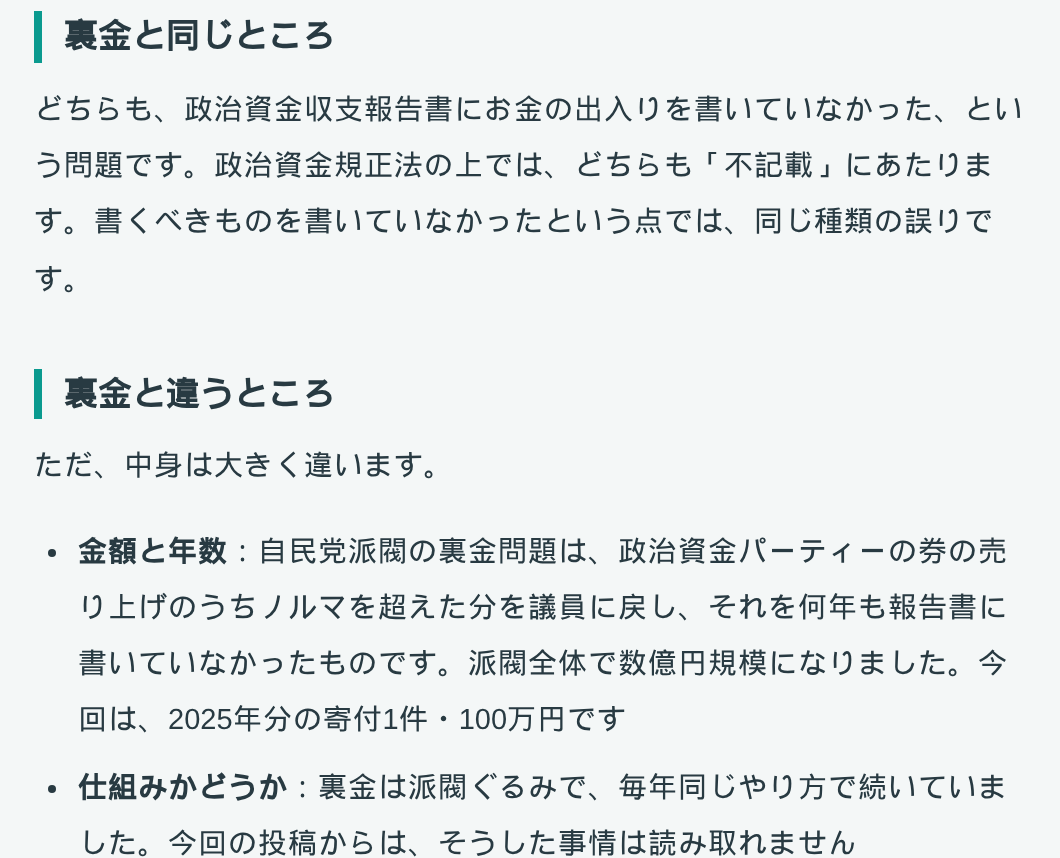 裏金と同じところ
どちらも、政治資金収支報告書にお金の出入りを書いていなかった、とい
う問題です。政治資金規正法の上では、どちらも「不記載」にあたりま
す。書くべきものを書いていなかったという点では、同じ種類の誤りで
す。
裏金と違うところ
ただ、中身は大きく違います。
• 金額と年数：自民党派閥の裏金問題は、政治資金パーティーの券の売
り上げのうちノルマを超えた分を議員に戻し、それを何年も報告書に
書いていなかったものです。派閥全体で数億円規模になりました。今
回は、2025年分の寄付1件・100万円です
• 仕組みかどうか：裏金は派閥ぐるみで、毎年同じやり方で続いていま
した。今回の投稿からは、そうした事情は読み取れません